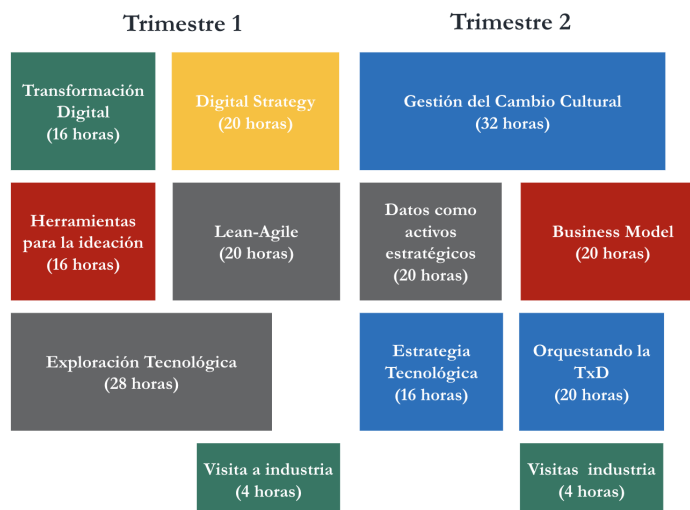 Trimestre 1
Trimestre 2
Transformación
Digital
(16 horas)
Digital Strategy
(20 horas)
Gestión del Cambio Cultural
(32 horas)
Herramientas
para la ideación
(16 horas)
Lean-Agile
(20 horas)
Datos como
activos
estratégicos
(20 horas)
Business Model
(20 horas)
Exploración Tecnológica
(28 horas)
Estrategia
Tecnológica
(16 horas)
Orquestando la
TxD
(20 horas)
Visita a industria
(4 horas)
Visitas industria
(4 horas)